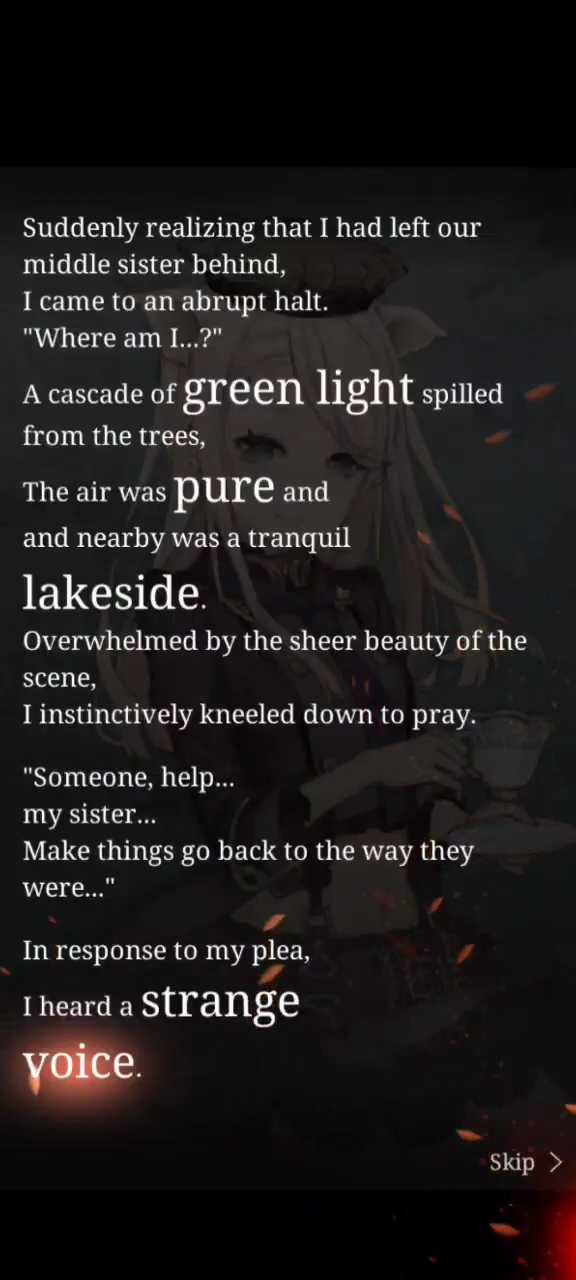 Suddenly realizing that I had left our
middle sister behind,
I came to an abrupt halt.
"Where am I...?"
A cascade of green light spilled
from the trees,
The air was pure and
and nearby was a tranquil
lakeside.
Overwhelmed by the sheer beauty of the
scene,
I instinctively kneeled down to pray.
"Someone, help...
my sister...
Make things go back to the way they
were..."
In response to my plea,
I heard a strange
voice.
Skip >